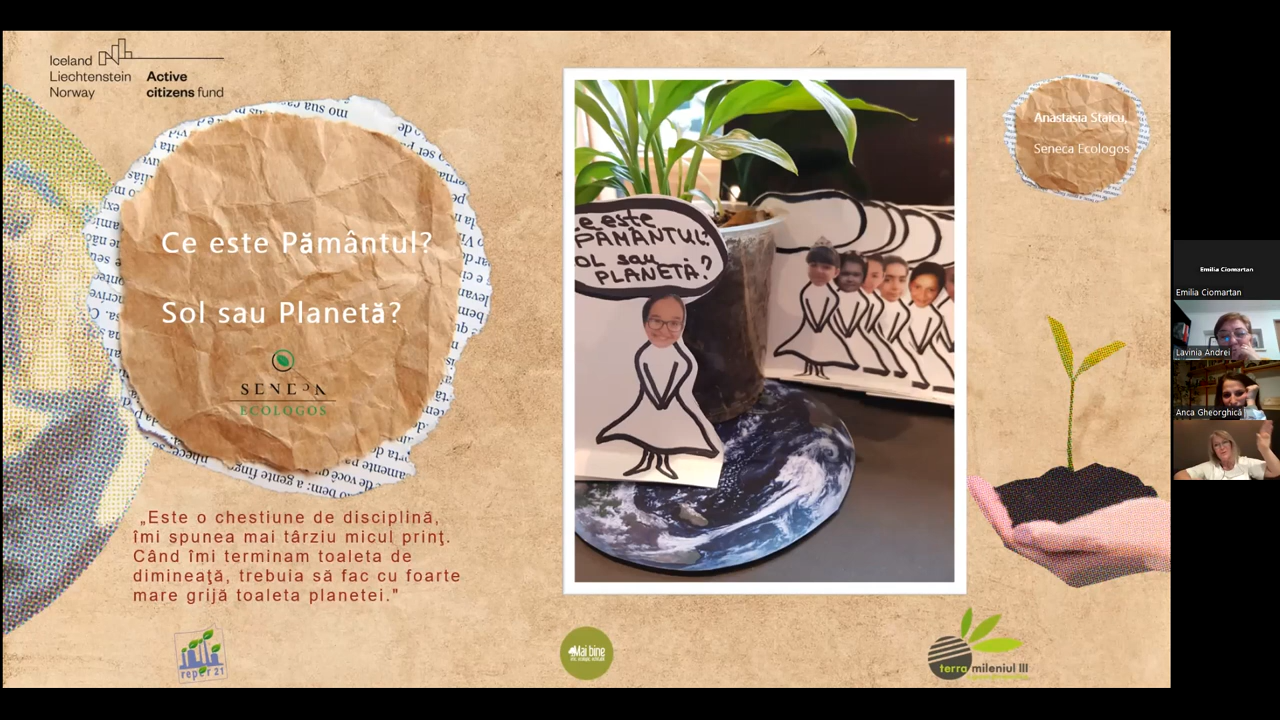 Iceland
Liechtenstein
Norway
Active
citizens fund
Ce este Pământul?
Sol sau Planetă?
SENECA
ECOLOGOS
„Este o chestiune de disciplină,
îmi spunea mai târziu micul prinţ.
Când îmi terminam toaleta de
dimineaţă, trebuia să fac cu foarte
mare grijă toaleta planetei."
este
PĂMÂNTUL?
OL sau
PLANETĂ?
Anastasia Staicu,
Seneca Ecologos
Emilia Ciomartan
Emilia Ciomartan
Lavinia Andrei
Anca Gheorghică
reper 21
Mai bine
terra mileniul III